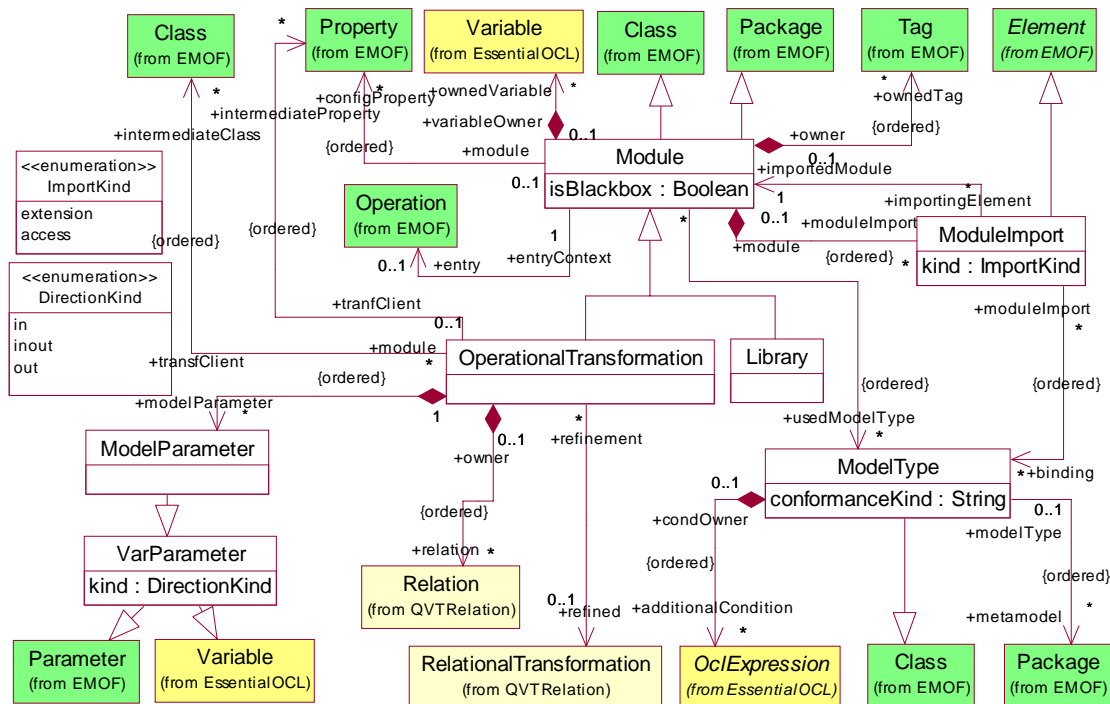 Class
(from EMOF)
*
Property
(from EMOF)
Variable
(from EssentialOCL)
Class
(from EMOF)
Package
(from EMOF)
Tag
(from EMOF)
Element
(from EMOF)
*
+intermediateClass
*
+intermediateProperty
*
+configProperty
{ordered}
+module
0..1
+ownedVariable
*
+variableOwner
0..1
*
+ownedTag
{ordered}
+owner
0..1
Module
isBlackbox : Boolean
+importedModule
1
*
+importingElement
0..1
+moduleImport
+module
{ordered}
*
ModuleImport
kind : ImportKind
<<enumeration>>
ImportKind
extension
access
Operation
(from EMOF)
0..1
+entry
1
+entryContext
*
{ordered}
{ordered}
<<enumeration>>
DirectionKind
in
inout
out
+transfClient
+tranfClient
0..1
+module
*
{ordered}
+modelParameter
*
1
OperationalTransformation
Library
+moduleImport
*
{ordered}
{ordered}
+usedModelType
*
*
+binding
ModelParameter
0..1
+owner
{ordered}
+relation
*
*
+refinement
0..1
+refined
ModelType
conformanceKind : String
0..1
+condOwner
{ordered}
+additionalCondition
*
0..1
+modelType
{ordered}
*
+metamodel
VarParameter
kind : DirectionKind
Relation
(from QVTRelation)
Parameter
(from EMOF)
Variable
(from EssentialOCL)
RelationalTransformation
(from QVTRelation)
OclExpression
(from EssentialOCL)
Class
(from EMOF)
Package
(from EMOF)